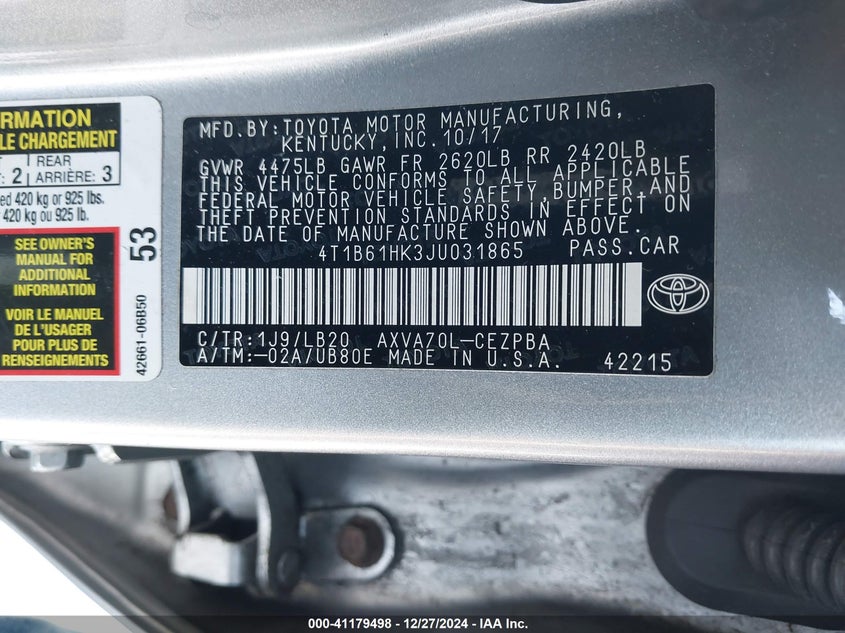 RMATION
LE CHARGEMENT
REAR
: 2 ARRIÈRE: 3
ed 420 kg or 925 lbs.
420 kg ou 925 lb.
SEE OWNER'S
MANUAL FOR
ADDITIONAL
INFORMATION
VOIR LE MANUEL
DE L'USAGER
POUR PLUS DE
RENSEIGNEMENTS
53
42661-06B50
MFD.BY:TOYOTA MOTOR MANUFACTURING,
KENTUCKY,INC.10/17
GVWR 4475LB GAWR FR 2620LB RR 2420LB
THIS VEHICLE CONFORMS TO ALL APPLICABLE
FEDERAL MOTOR VEHICLE SAFETY,BUMPER,AND
THEFT PREVENTION STANDARDS IN EFFECT ON
THE DATE OF MANUFACTURE SHOWN ABOVE.
4T1B61HK3JU031865 PASS.CAR
C/TR:1J9/LB20 AXVA70L-CEZPBA
A/TM:-02A/UB80E MADE IN U.S.A. 42215
000-41179498 - 12/27/2024 - IAA Inc.